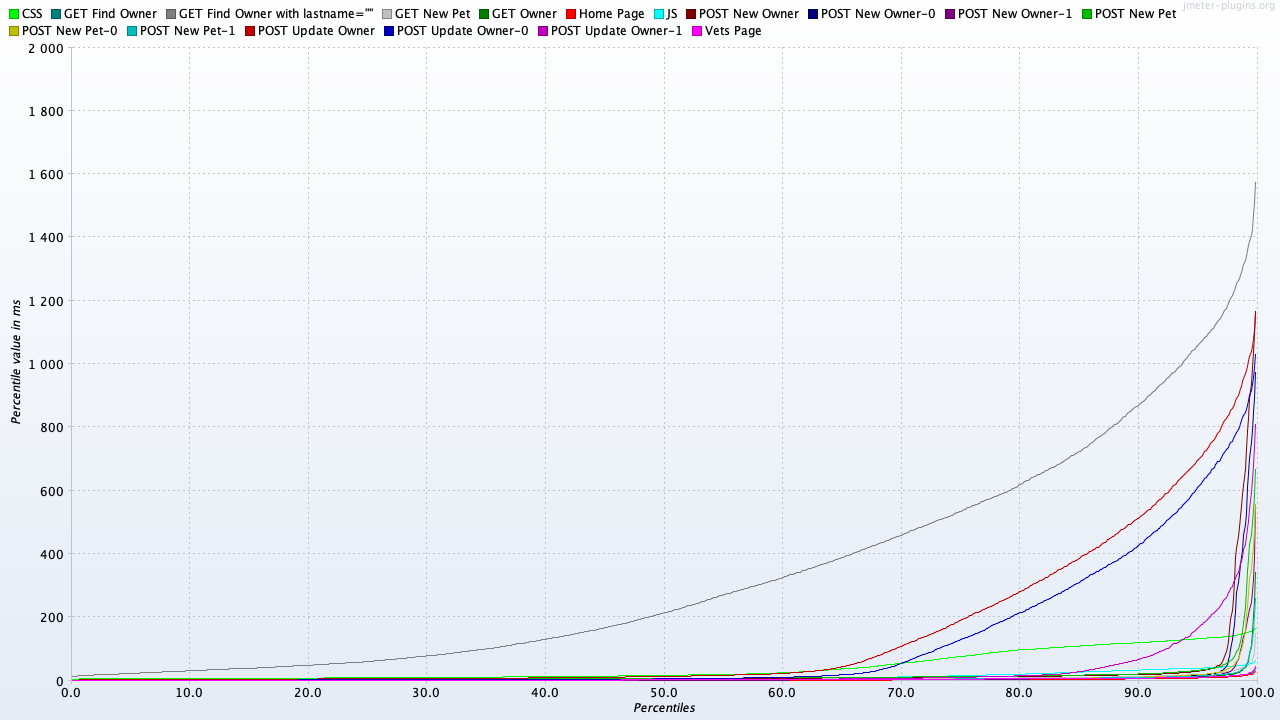 CSS GET Find Owner GET Find Owner with lastname="" GET New Pet GET Owner Home Page JS POST New Owner POST New Owner-0 POST New Owner-1 POST New Pet
jmeter-plugins.org
POST New Pet-0 POST New Pet-1 POST Update Owner POST Update Owner-0 POST Update Owner-1 Vets Page
2 000
1 800
1 600
1 400
1 200
1 000
800
600
400
200
0
Percentile value in ms
0.0 10.0 20.0 30.0 40.0 50.0 60.0 70.0 80.0 90.0 100.0
Percentiles